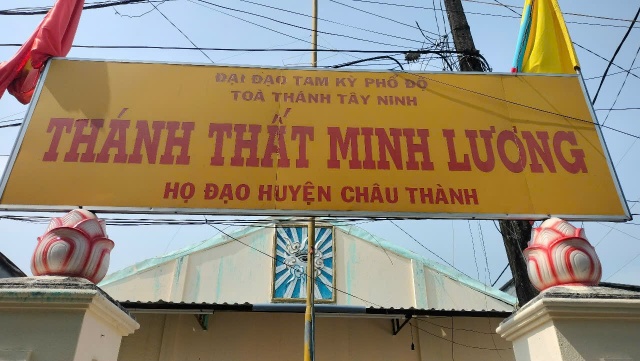 ĐẠI ĐẠO TAM KỲ PHỔ ĐỘ
TOÀ THÁNH TÂY NINH
THÁNH THẤT MINH LƯƠNG
HỌ ĐẠO HUYỆN CHÂU THÀNH